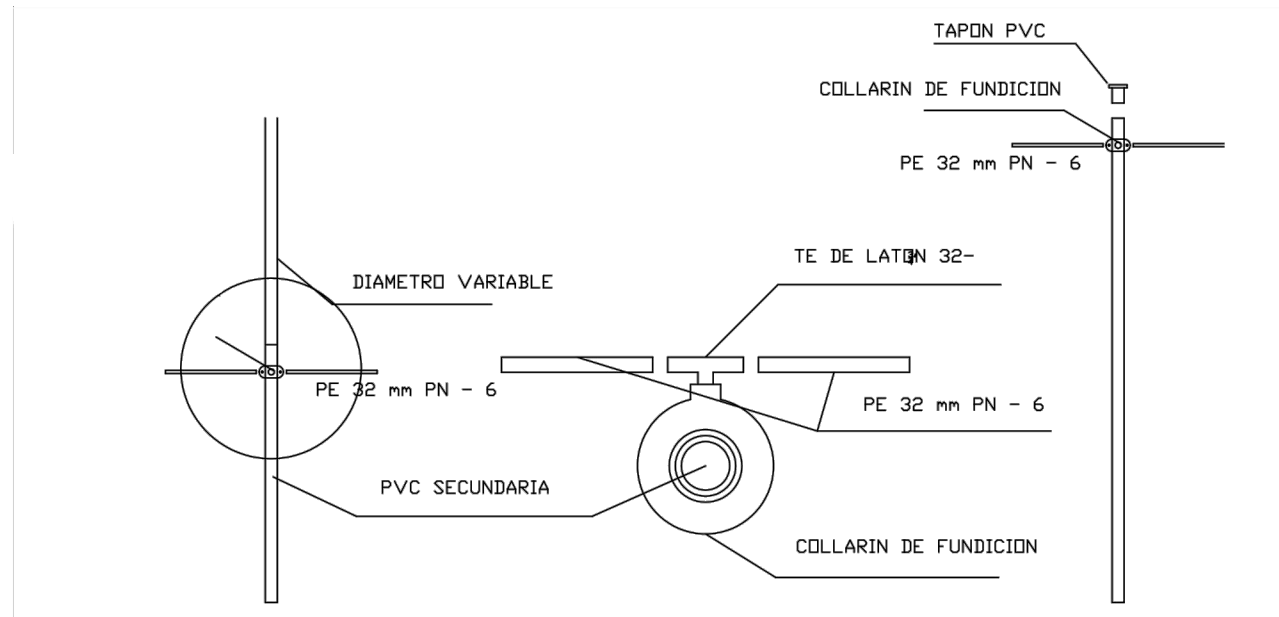 TAPON PVC
COLLARIN DE FUNDICION
PE 32 mm PN - 6
TE DE LATON 32-
DIAMETRO VARIABLE
PE 32 mm PN - 6
PE 32 mm PN - 6
PVC SECUNDARIA
COLLARIN DE FUNDICION